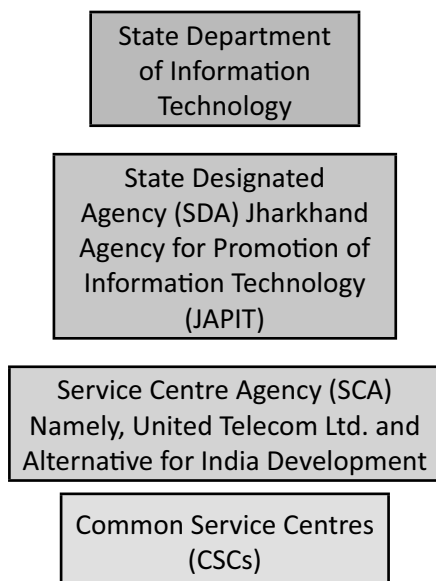 State Department
of Information
Technology
State Designated
Agency (SDA) Jharkhand
Agency for Promotion of
Information Technology
(JAPIT)
Service Centre Agency (SCA)
Namely, United Telecom Ltd. and
Alternative for India Development
Common Service Centres
(CSCs)